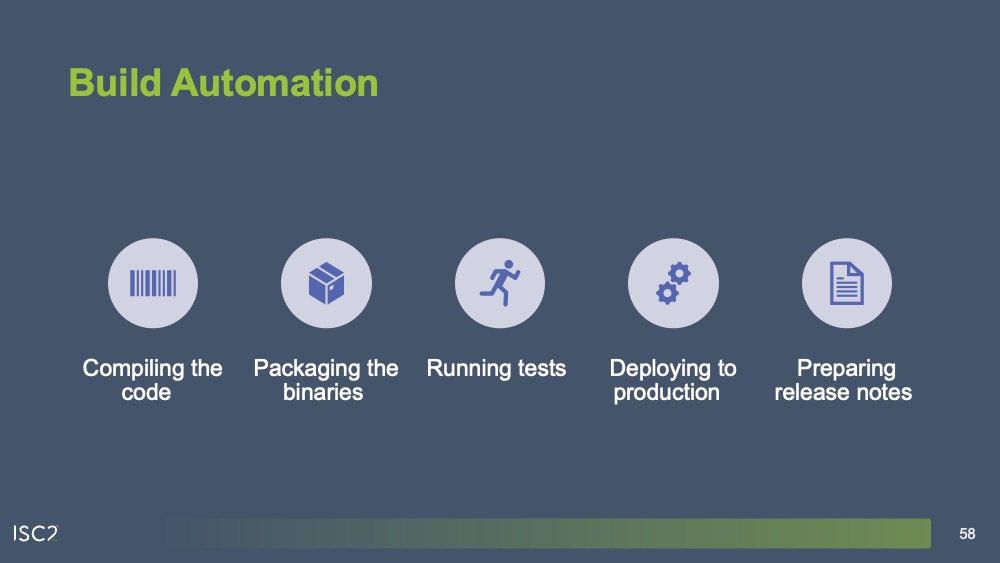 Build Automation
Compiling the
code
Packaging the
binaries
Running tests
Deploying to
production
Preparing
release notes
ISC2
58